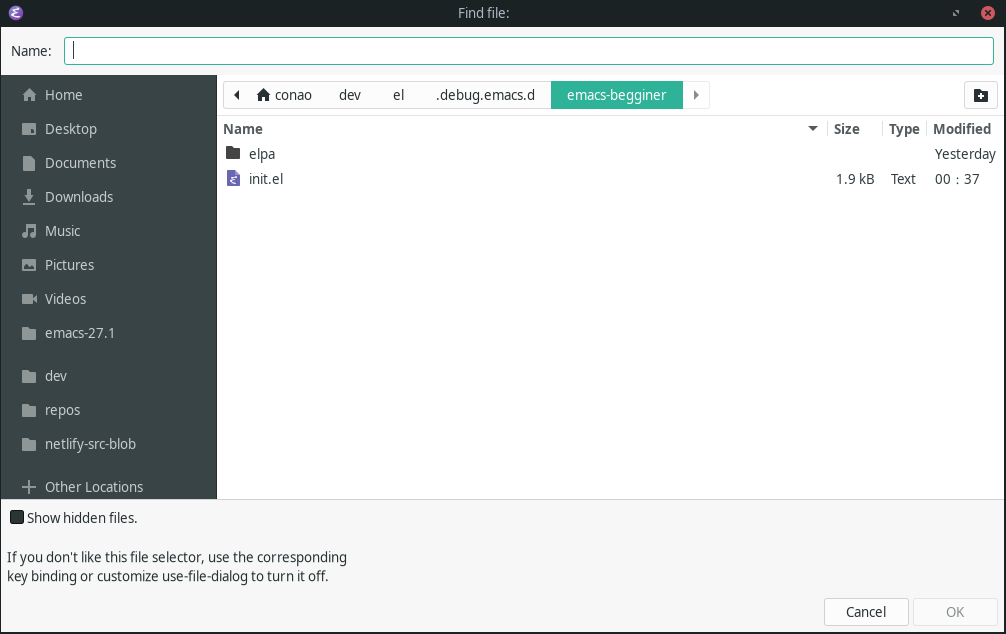 Find file:
Name:
Home
Desktop
Documents
Downloads
Music
Pictures
Videos
emacs-27.1
dev
repos
netlify-src-blob
Other Locations
conao dev el .debug.emacs.d emacs-begginer
Name Size Type Modified
elpa Yesterday
init.el 1.9 kB Text 00 : 37
Show hidden files.
If you don't like this file selector, use the corresponding
key binding or customize use-file-dialog to turn it off.
Cancel OK